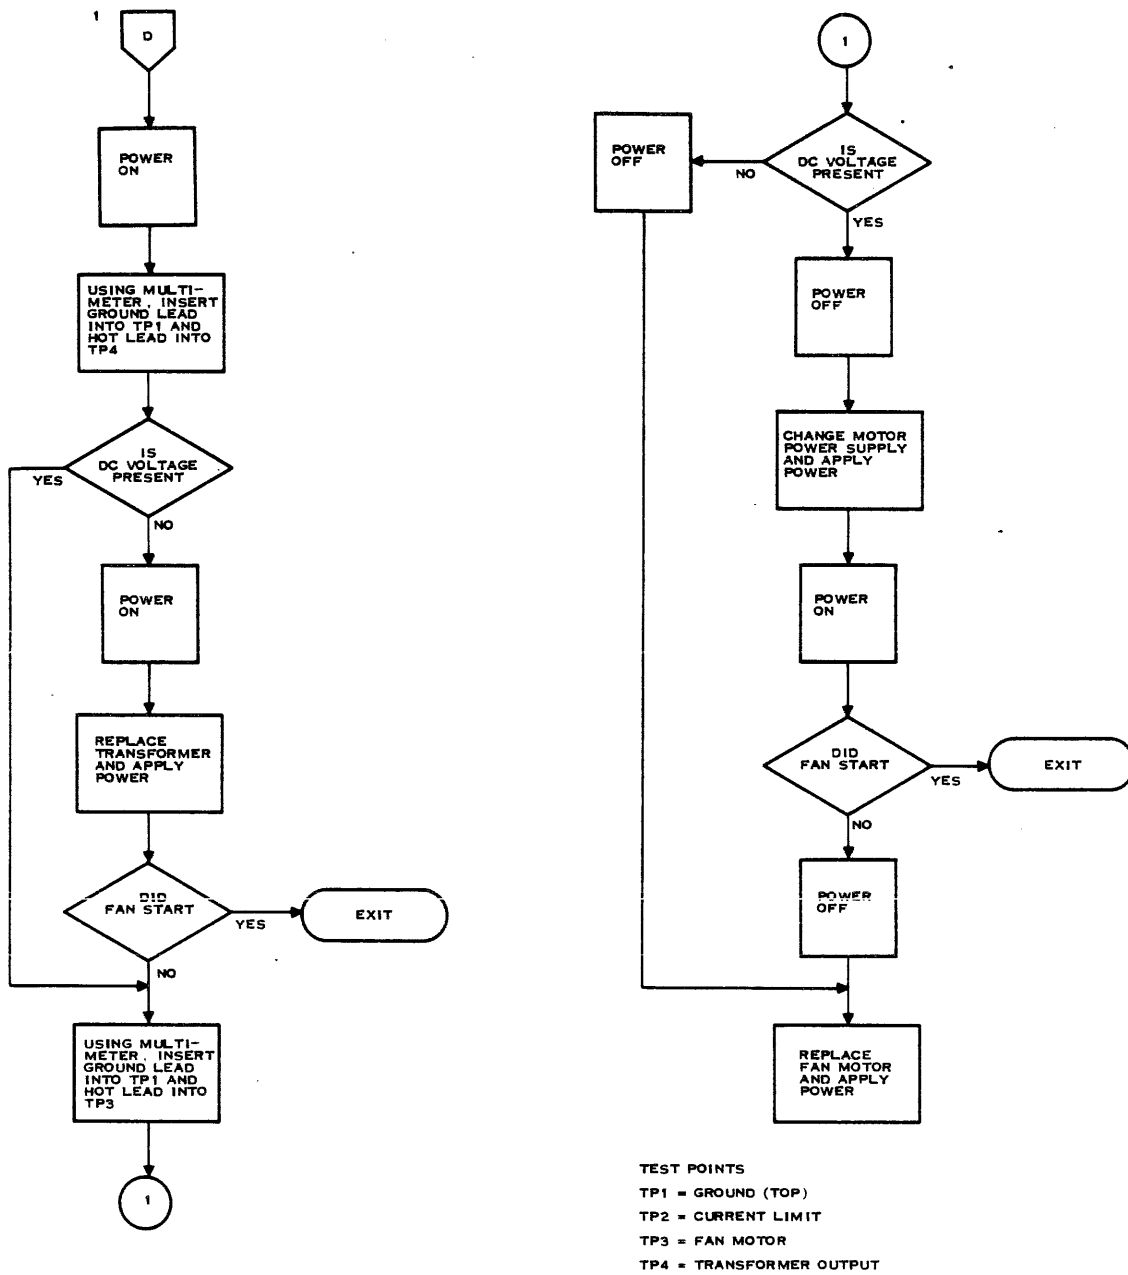 1
D
POWER
ON
USING MULTI-
METER, INSERT
GROUND LEAD
INTO TP1 AND
HOT LEAD INTO
TP4
IS
DC VOLTAGE
PRESENT
YES
NO
POWER
ON
REPLACE
TRANSFORMER
AND APPLY
POWER
DID
FAN START
YES
EXIT
NO
USING MULTI-
METER, INSERT
GROUND LEAD
INTO TP1 AND
HOT LEAD INTO
TP3
1
1
IS
DC VOLTAGE
PRESENT
NO
POWER
OFF
YES
POWER
OFF
CHANGE MOTOR
POWER SUPPLY
AND APPLY
POWER
POWER
ON
DID
FAN START
YES
EXIT
NO
POWER
OFF
REPLACE
FAN MOTOR
AND APPLY
POWER
TEST POINTS
TP1 = GROUND (TOP)
TP2 = CURRENT LIMIT
TP3 = FAN MOTOR
TP4 = TRANSFORMER OUTPUT